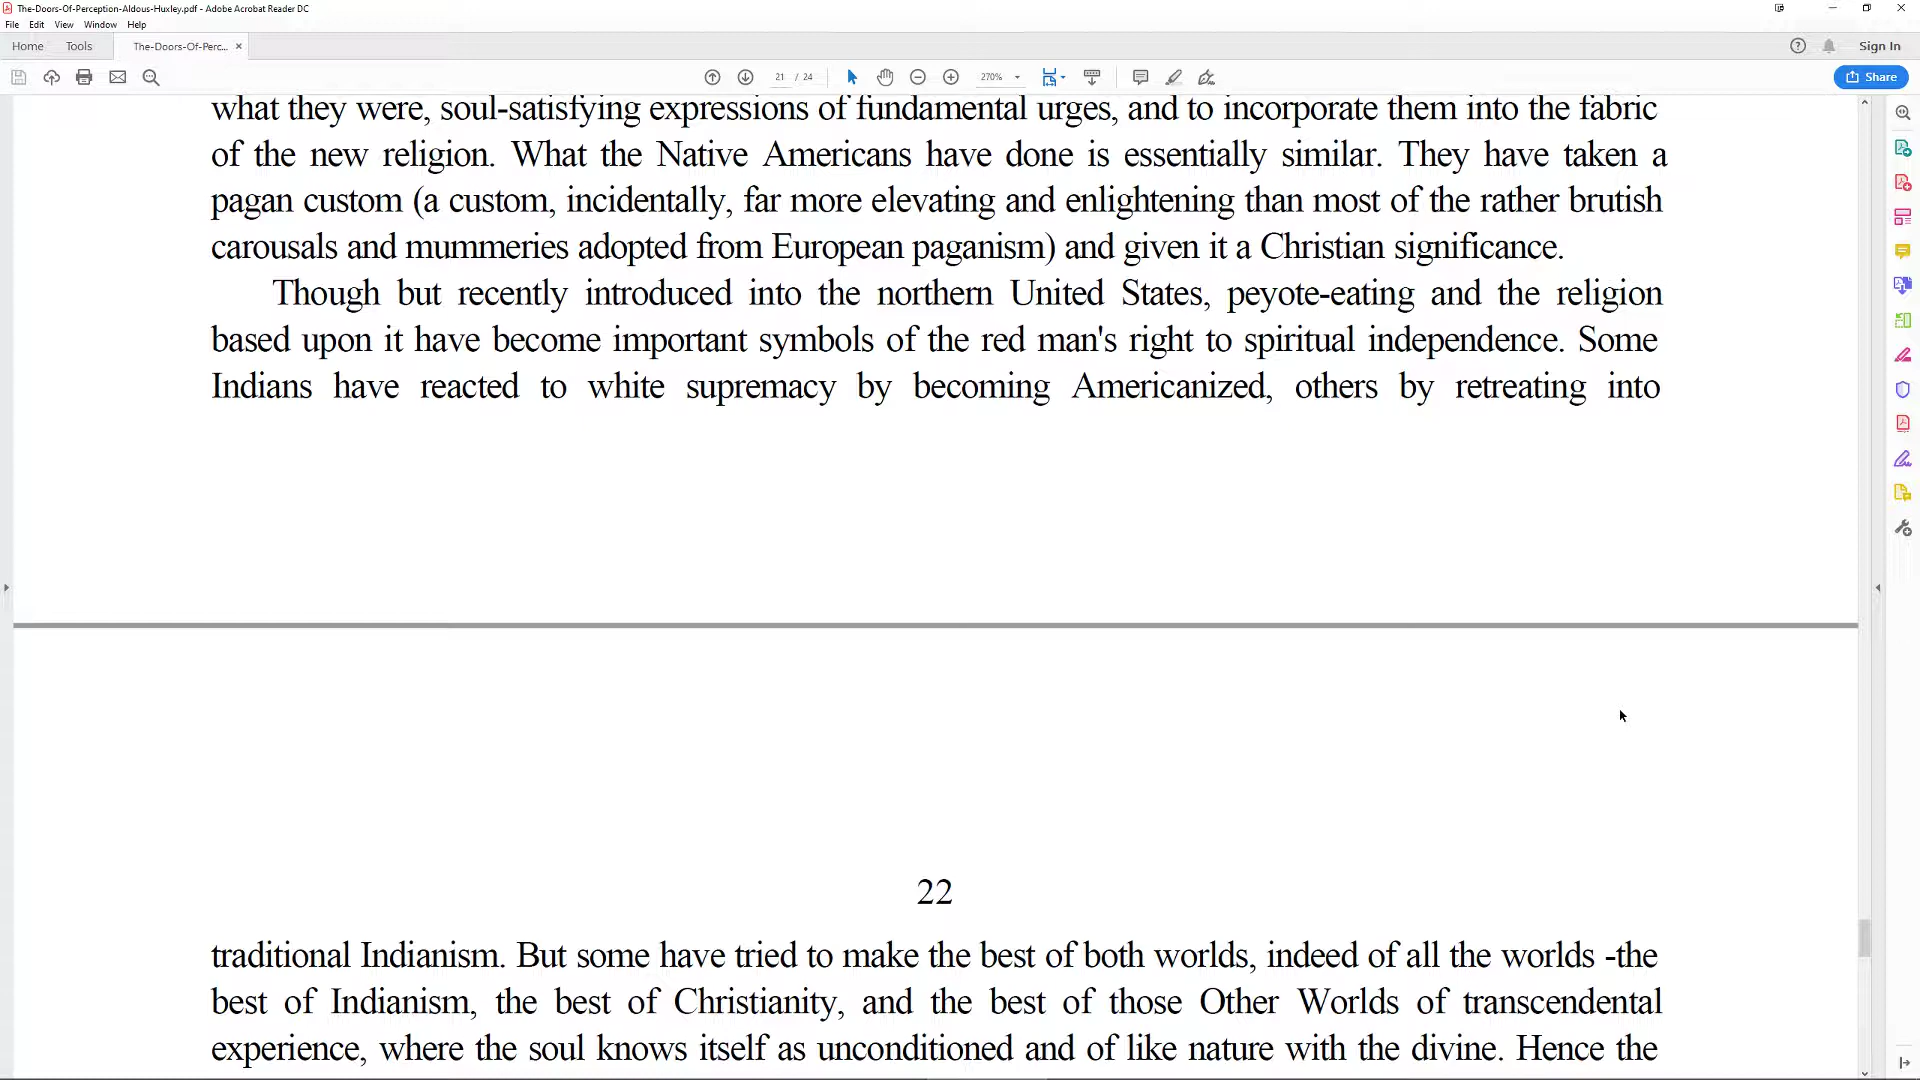 The-Doors-Of-Perception-Aldous-Huxley.pdf - Adobe Acrobat Reader DC
File Edit View Window Help
Home Tools The-Doors-Of-Perc... × Sign In
21 / 24 270% Share
what they were, soul-satisfying expressions of fundamental urges, and to incorporate them into the fabric
of the new religion. What the Native Americans have done is essentially similar. They have taken a
pagan custom (a custom, incidentally, far more elevating and enlightening than most of the rather brutish
carousals and mummeries adopted from European paganism) and given it a Christian significance.
Though but recently introduced into the northern United States, peyote-eating and the religion
based upon it have become important symbols of the red man's right to spiritual independence. Some
Indians have reacted to white supremacy by becoming Americanized, others by retreating into
22
traditional Indianism. But some have tried to make the best of both worlds, indeed of all the worlds -the
best of Indianism, the best of Christianity, and the best of those Other Worlds of transcendental
experience, where the soul knows itself as unconditioned and of like nature with the divine. Hence the